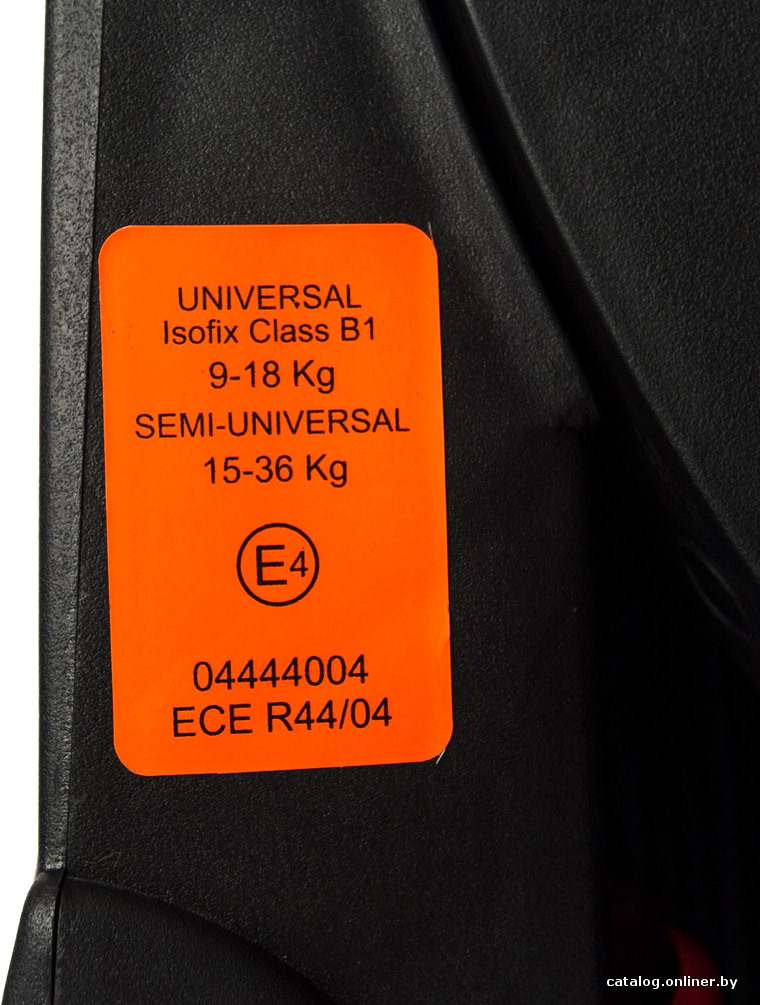 UNIVERSAL
Isofix Class B1
9-18 Kg
SEMI-UNIVERSAL
15-36 Kg
E4
04444004
ECE R44/04
catalog.onliner.by